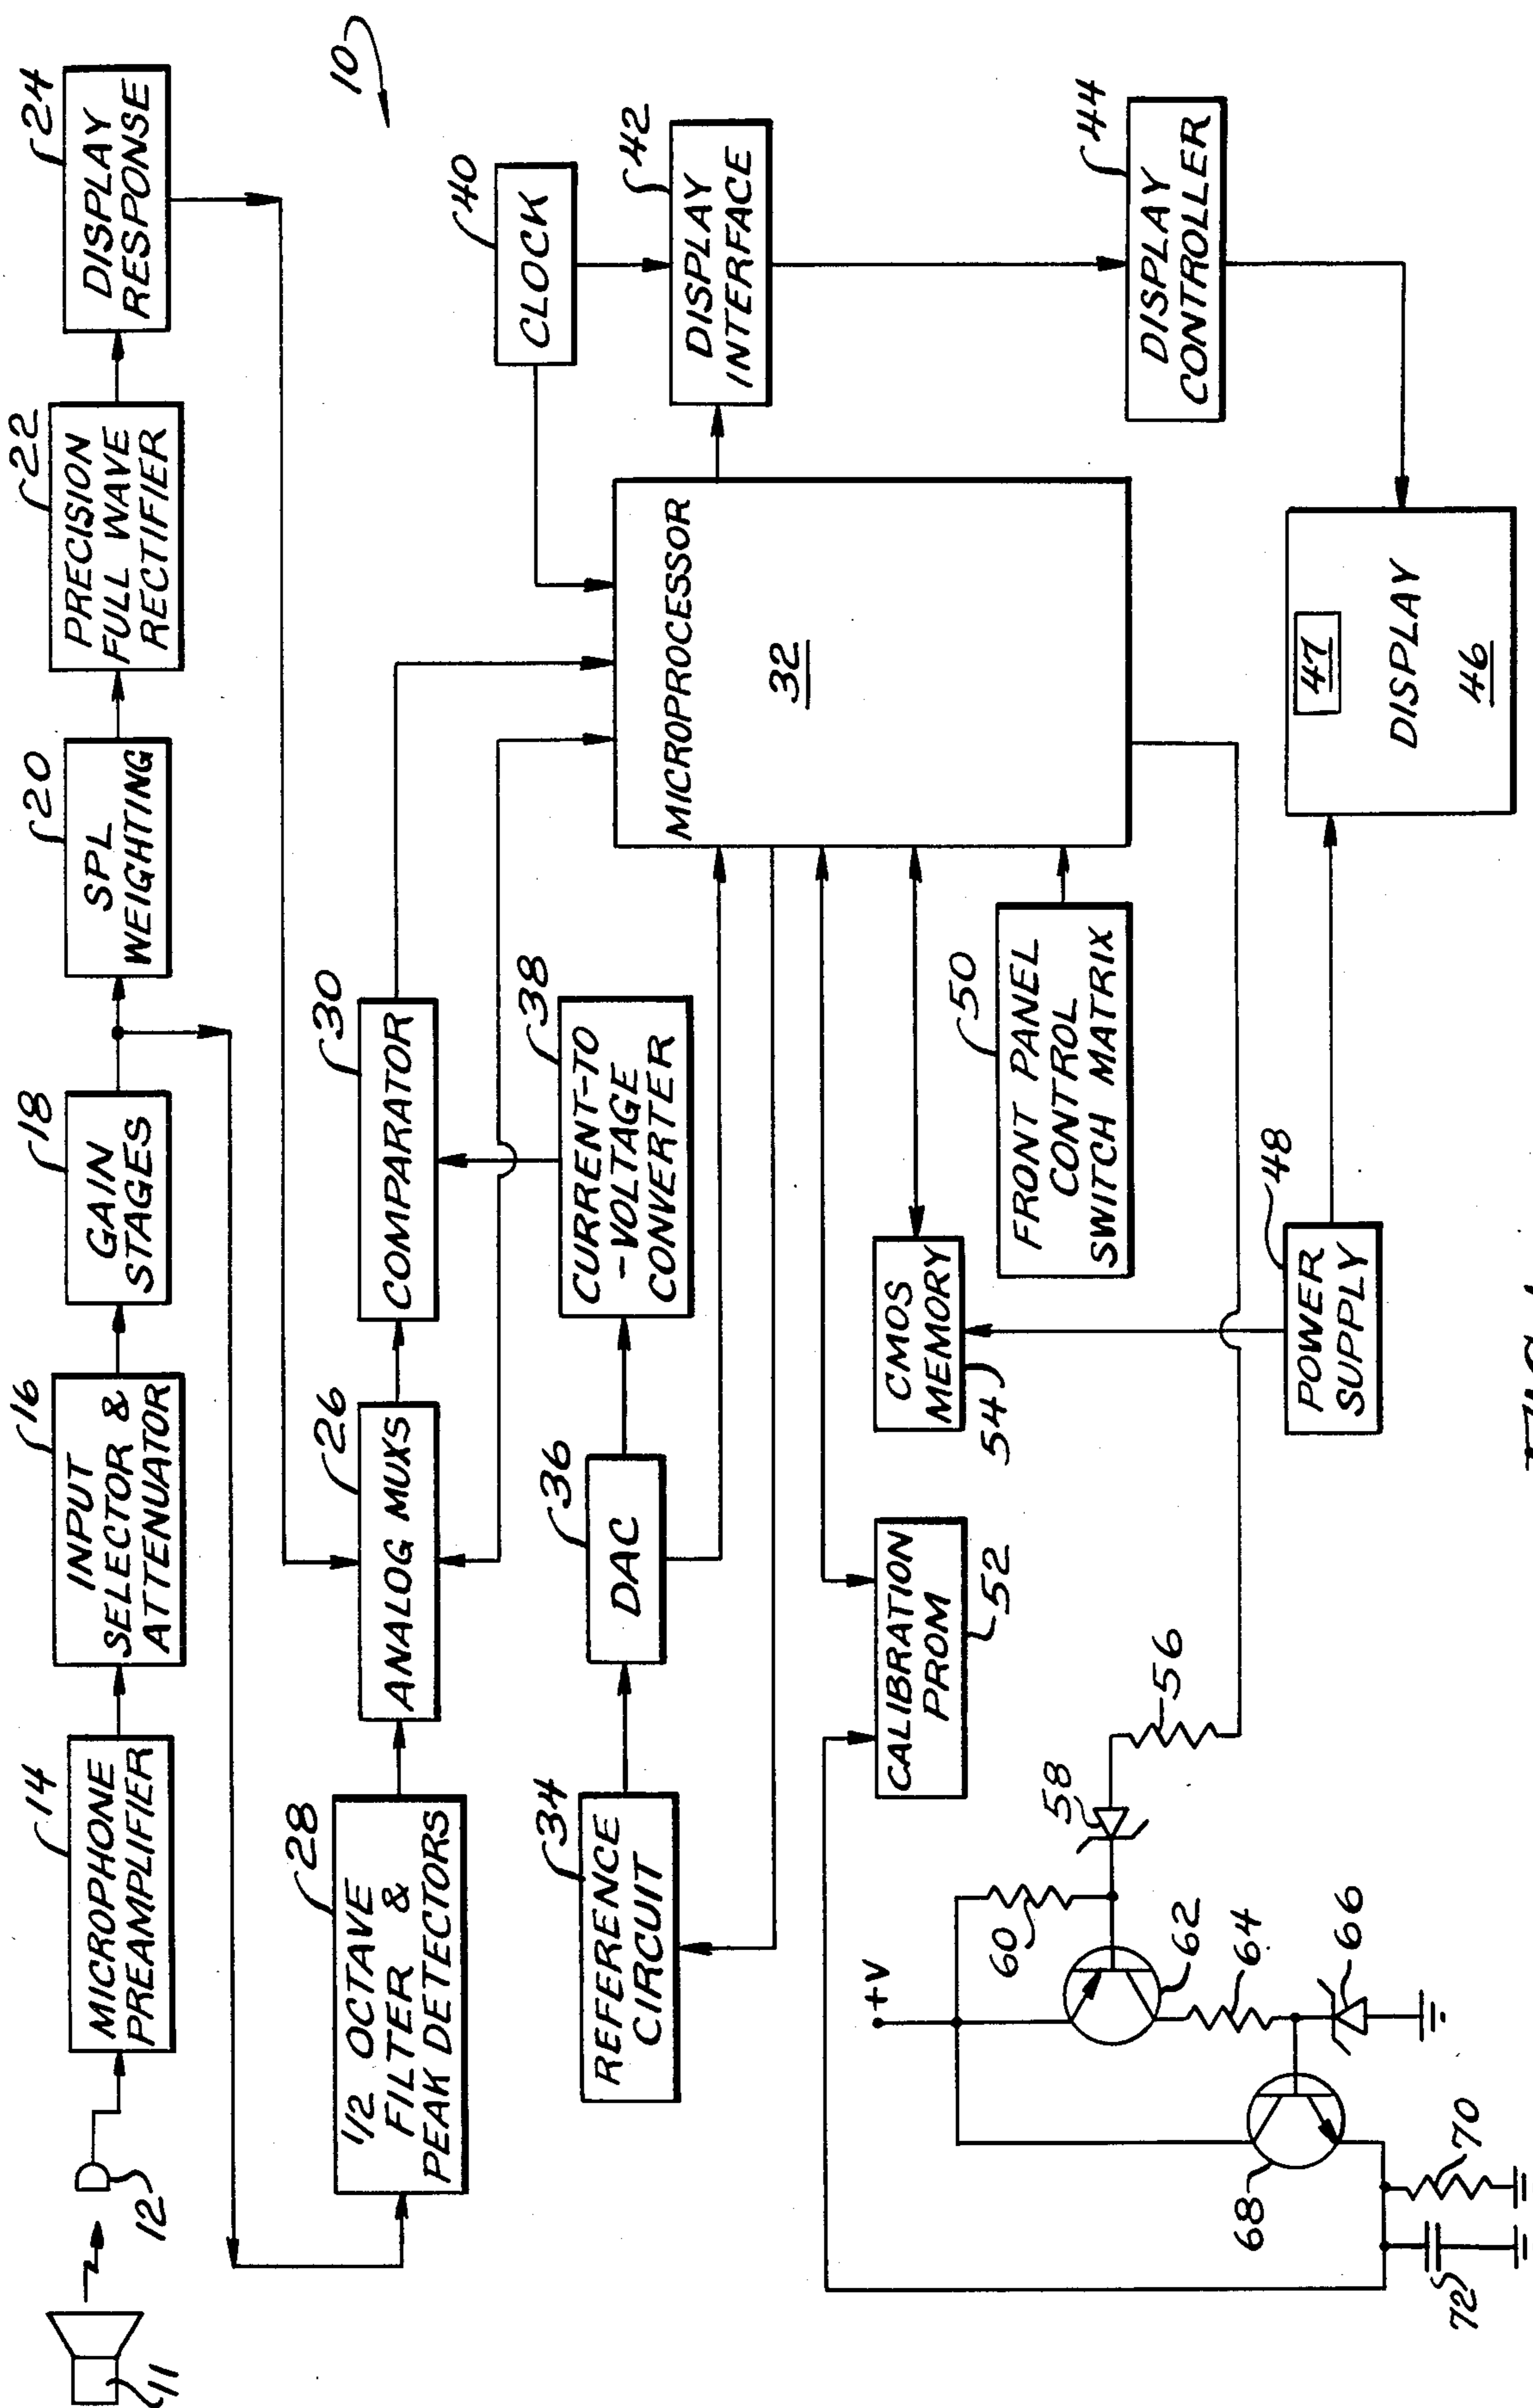 10
11
12
14
MICROPHONE
PREAMPLIFIER
16
INPUT
SELECTOR &
ATTENUATOR
18
GAIN
STAGES
20
SPL
WEIGHTING
22
PRECISION
FULL WAVE
RECTIFIER
24
DISPLAY
RESPONSE
28
1/2 OCTAVE
FILTER &
PEAK DETECTORS
26
ANALOG MUXS
30
COMPARATOR
34
REFERENCE
CIRCUIT
36
DAC
38
CURRENT-TO
-VOLTAGE
CONVERTER
40
CLOCK
42
DISPLAY
INTERFACE
MICROPROCESSOR
32
CALIBRATION
PROM
52
CMOS
MEMORY
54
50
FRONT PANEL
CONTROL
SWITCH MATRIX
44
DISPLAY
CONTROLLER
48
POWER
SUPPLY
47
DISPLAY
46
+V
60
58
56
62
64
66
68
70
72